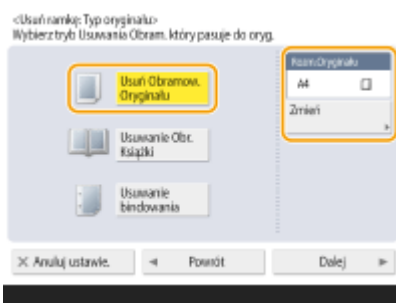 <Usuń ramkę: Typ oryginału>
Wybierz tryb Usuwania Obram. który pasuje do oryg.
Usuń Obramow.
Oryginału
Rozm.Oryginału
A4
Zmień
Usuwanie Obr.
Książki
Usuwanie
bindowania
Anuluj ustawie.
Powrót
Dalej